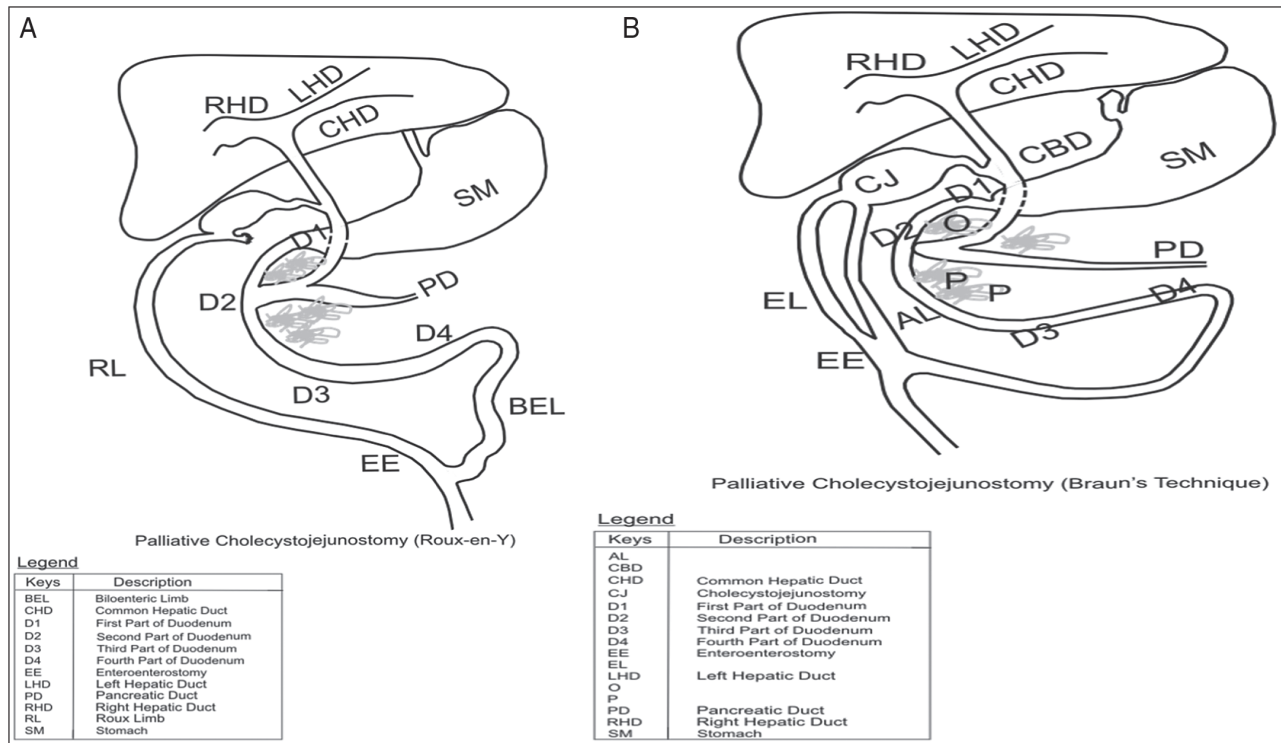 A
RHD
LHD
CHD
SM
D1
D2
PD
D4
RL
D3
BEL
EE
Palliative Cholecystojejunostomy (Roux-en-Y)
Legend
Keys Description
BEL Bilioenteric Limb
CHD Common Hepatic Duct
D1 First Part of Duodenum
D2 Second Part of Duodenum
D3 Third Part of Duodenum
D4 Fourth Part of Duodenum
EE Enteroenterostomy
LHD Left Hepatic Duct
PD Pancreatic Duct
RHD Right Hepatic Duct
RL Roux Limb
SM Stomach
B
LHD
RHD
CHD
CBD
SM
CJ
D1
D2
O
PD
P
P
EL
AL
D4
D3
EE
Palliative Cholecystojejunostomy (Braun's Technique)
Legend
Keys Description
AL
CBD
CHD Common Hepatic Duct
CJ Cholecystojejunostomy
D1 First Part of Duodenum
D2 Second Part of Duodenum
D3 Third Part of Duodenum
D4 Fourth Part of Duodenum
EE Enteroenterostomy
EL
LHD Left Hepatic Duct
O
P
PD Pancreatic Duct
RHD Right Hepatic Duct
SM Stomach